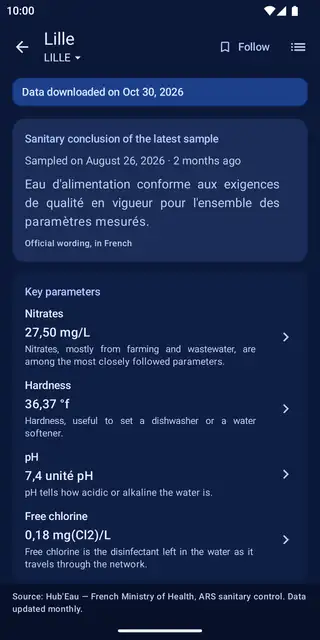 10:00
Lille
LILLE
Follow
Data downloaded on Oct 30, 2026
Sanitary conclusion of the latest sample
Sampled on August 26, 2026 · 2 months ago
Eau d'alimentation conforme aux exigences
de qualité en vigueur pour l'ensemble des
paramètres mesurés.
Official wording, in French
Key parameters
Nitrates
27,50 mg/L
Nitrates, mostly from farming and wastewater, are
among the most closely followed parameters.
Hardness
36,37 °f
Hardness, useful to set a dishwasher or a water
softener.
pH
7,4 unité pH
pH tells how acidic or alkaline the water is.
Free chlorine
0,18 mg(Cl2)/L
Free chlorine is the disinfectant left in the water as it
travels through the network.
Source: Hub'Eau — French Ministry of Health, ARS sanitary control. Data
updated monthly.